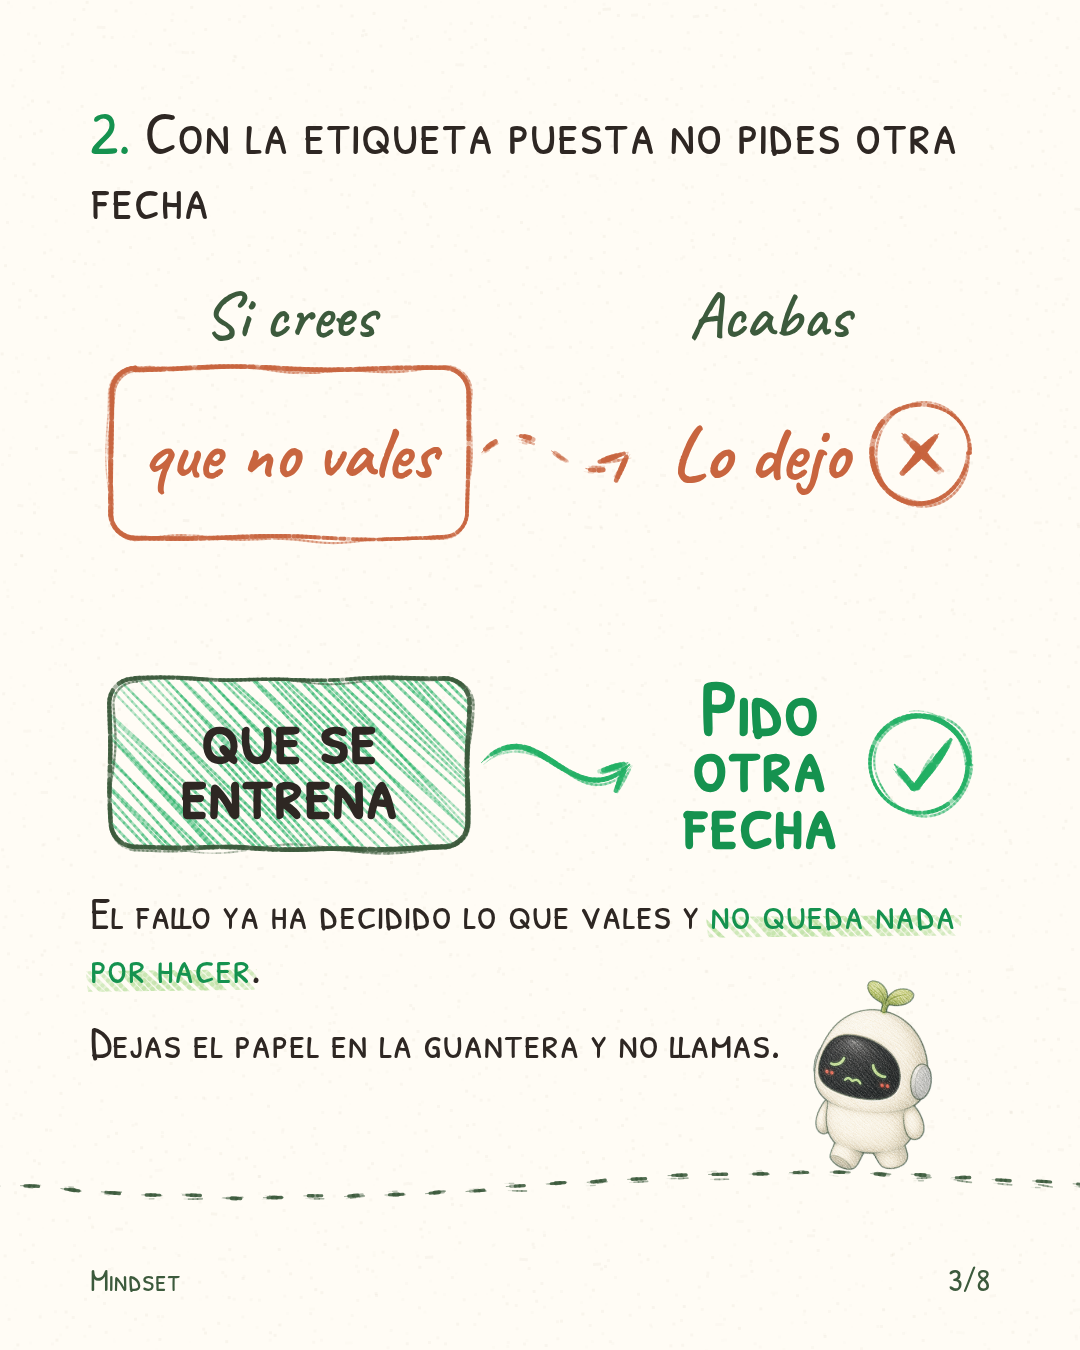 2. Con la etiqueta puesta no pides otra
fecha
Si crees
Acabas
que no vales
Lo dejo
que se
entrena
Pido
otra
fecha
El fallo ya ha decidido lo que vales y no queda nada
por hacer.
Dejas el papel en la guantera y no llamas.
Mindset
3/8